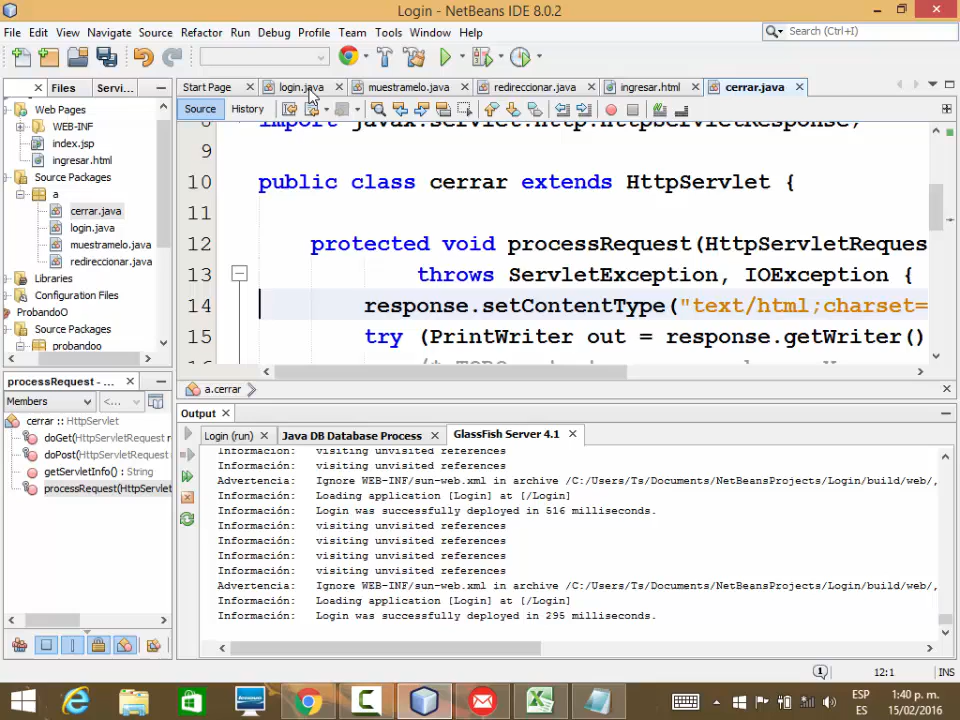 Login - NetBeans IDE 8.0.2
File Edit View Navigate Source Refactor Run Debug Profile Team Tools Window Help
Search (Ctrl+I)
Files Servi...
Start Page login.java muestramelo.java redireccionar.java ingresar.html cerrar.java
Source History
Web Pages
WEB-INF
index.jsp
ingresar.html
Source Packages
a
cerrar.java
login.java
muestramelo.java
redireccionar.java
Libraries
Configuration Files
ProbandoO
Source Packages
probandoo
import javax.servlet.http.HttpServletResponse;
9
10 public class cerrar extends HttpServlet {
11
12 protected void processRequest(HttpServletReques
13 throws ServletException, IOException {
14 response.setContentType("text/html;charset=
15 try (PrintWriter out = response.getWriter()
a.cerrar
processRequest - ...
Members <...
cerrar :: HttpServlet
doGet(HttpServletRequest r
doPost(HttpServletRequest
getServletInfo() : String
processRequest(HttpServlet
Output
Login (run) Java DB Database Process GlassFish Server 4.1
Información: visiting unvisited references
Información: visiting unvisited references
Advertencia: Ignore WEB-INF/sun-web.xml in archive /C:/Users/Ts/Documents/NetBeansProjects/Login/build/web/,
Información: Loading application [Login] at [/Login]
Información: Login was successfully deployed in 516 milliseconds.
Información: visiting unvisited references
Información: visiting unvisited references
Información: visiting unvisited references
Información: visiting unvisited references
Advertencia: Ignore WEB-INF/sun-web.xml in archive /C:/Users/Ts/Documents/NetBeansProjects/Login/build/web/,
Información: Loading application [Login] at [/Login]
Información: Login was successfully deployed in 295 milliseconds.
1 12:1 INS
ESP
ES
1:40 p. m.
15/02/2016